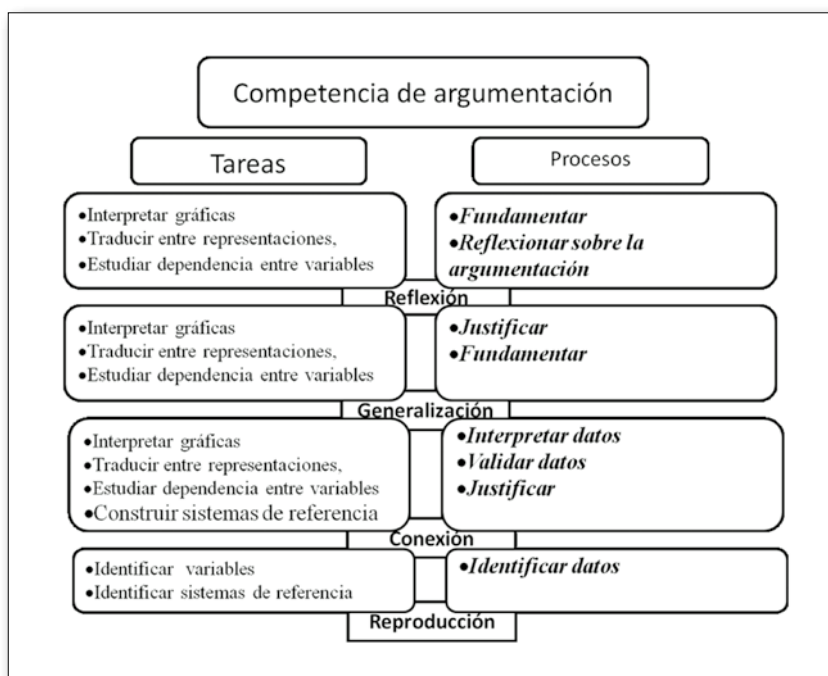 Competencia de argumentación
Tareas
Procesos
•Interpretar gráficas
•Traducir entre representaciones,
•Estudiar dependencia entre variables
•Fundamentar
•Reflexionar sobre la
argumentación
Reflexión
•Interpretar gráficas
•Traducir entre representaciones,
•Estudiar dependencia entre variables
•Justificar
•Fundamentar
Generalización
•Interpretar gráficas
•Traducir entre representaciones,
•Estudiar dependencia entre variables
•Construir sistemas de referencia
•Interpretar datos
•Validar datos
•Justificar
Conexión
•Identificar variables
•Identificar sistemas de referencia
•Identificar datos
Reproducción